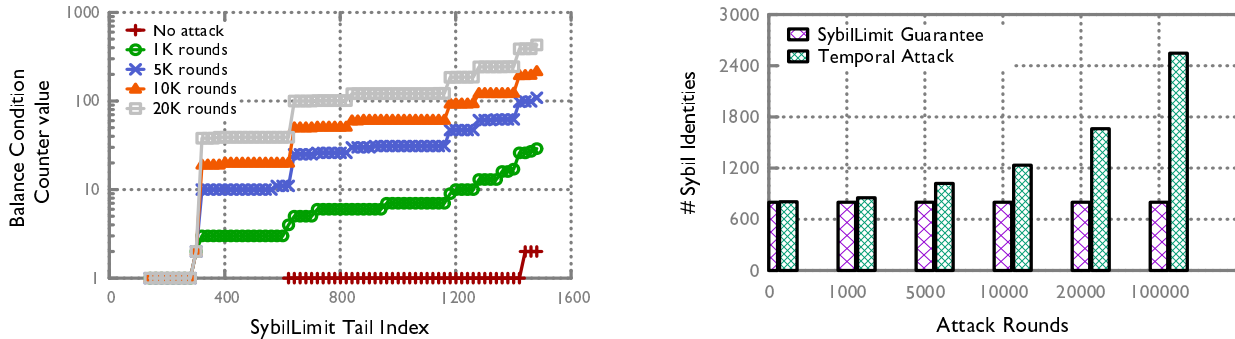 1000
100
10
1
Balance Condition
Counter value
No attack
1K rounds
5K rounds
10K rounds
20K rounds
0 400 800 1200 1600
SybilLimit Tail Index
3000
2400
1800
1200
600
0
# Sybil Identities
SybilLimit Guarantee
Temporal Attack
0 1000 5000 10000 20000 100000
Attack Rounds